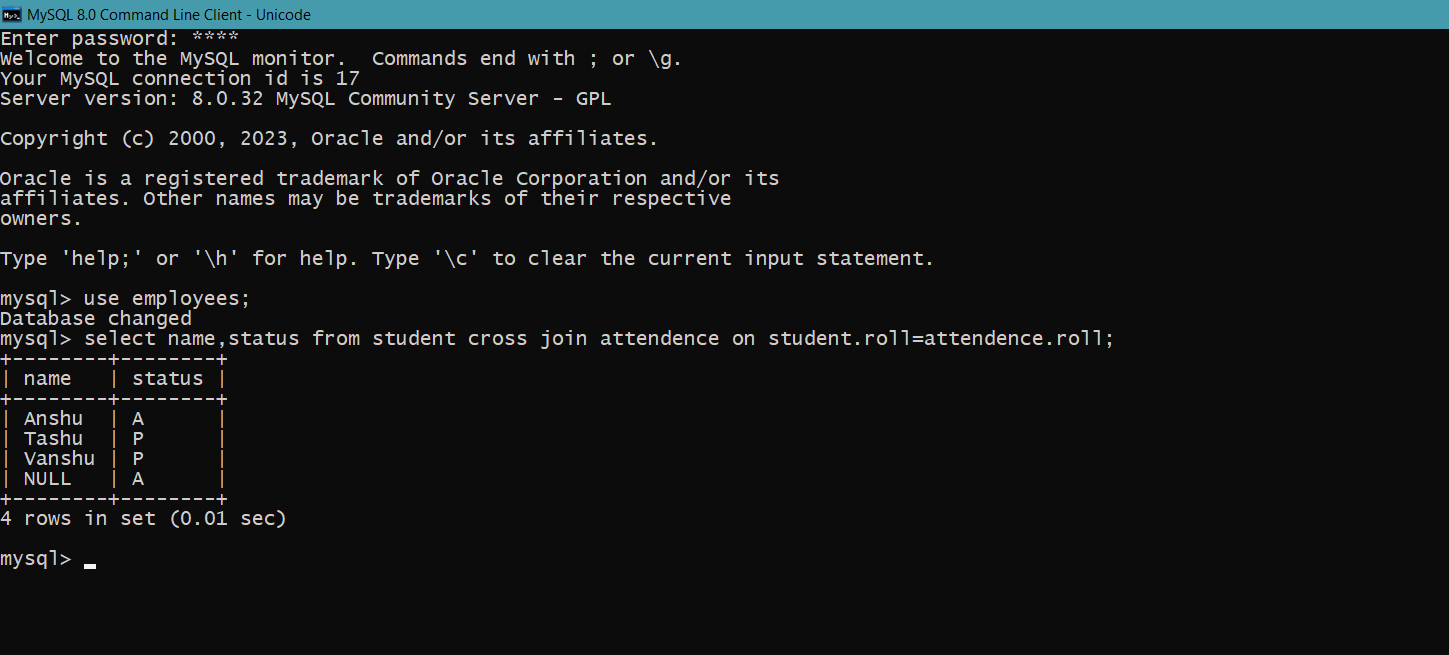 MySQL 8.0 Command Line Client - Unicode
Enter password: ****
Welcome to the MySQL monitor.  Commands end with ; or \g.
Your MySQL connection id is 17
Server version: 8.0.32 MySQL Community Server - GPL
Copyright (c) 2000, 2023, Oracle and/or its affiliates.
Oracle is a registered trademark of Oracle Corporation and/or its
affiliates. Other names may be trademarks of their respective
owners.
Type 'help;' or '\h' for help. Type '\c' to clear the current input statement.
mysql> use employees;
Database changed
mysql> select name,status from student cross join attendence on student.roll=attendence.roll;
+--------+--------+
| name   | status |
+--------+--------+
| Anshu  | A      |
| Tashu  | P      |
| Vanshu | P      |
| NULL   | A      |
+--------+--------+
4 rows in set (0.01 sec)
mysql> _